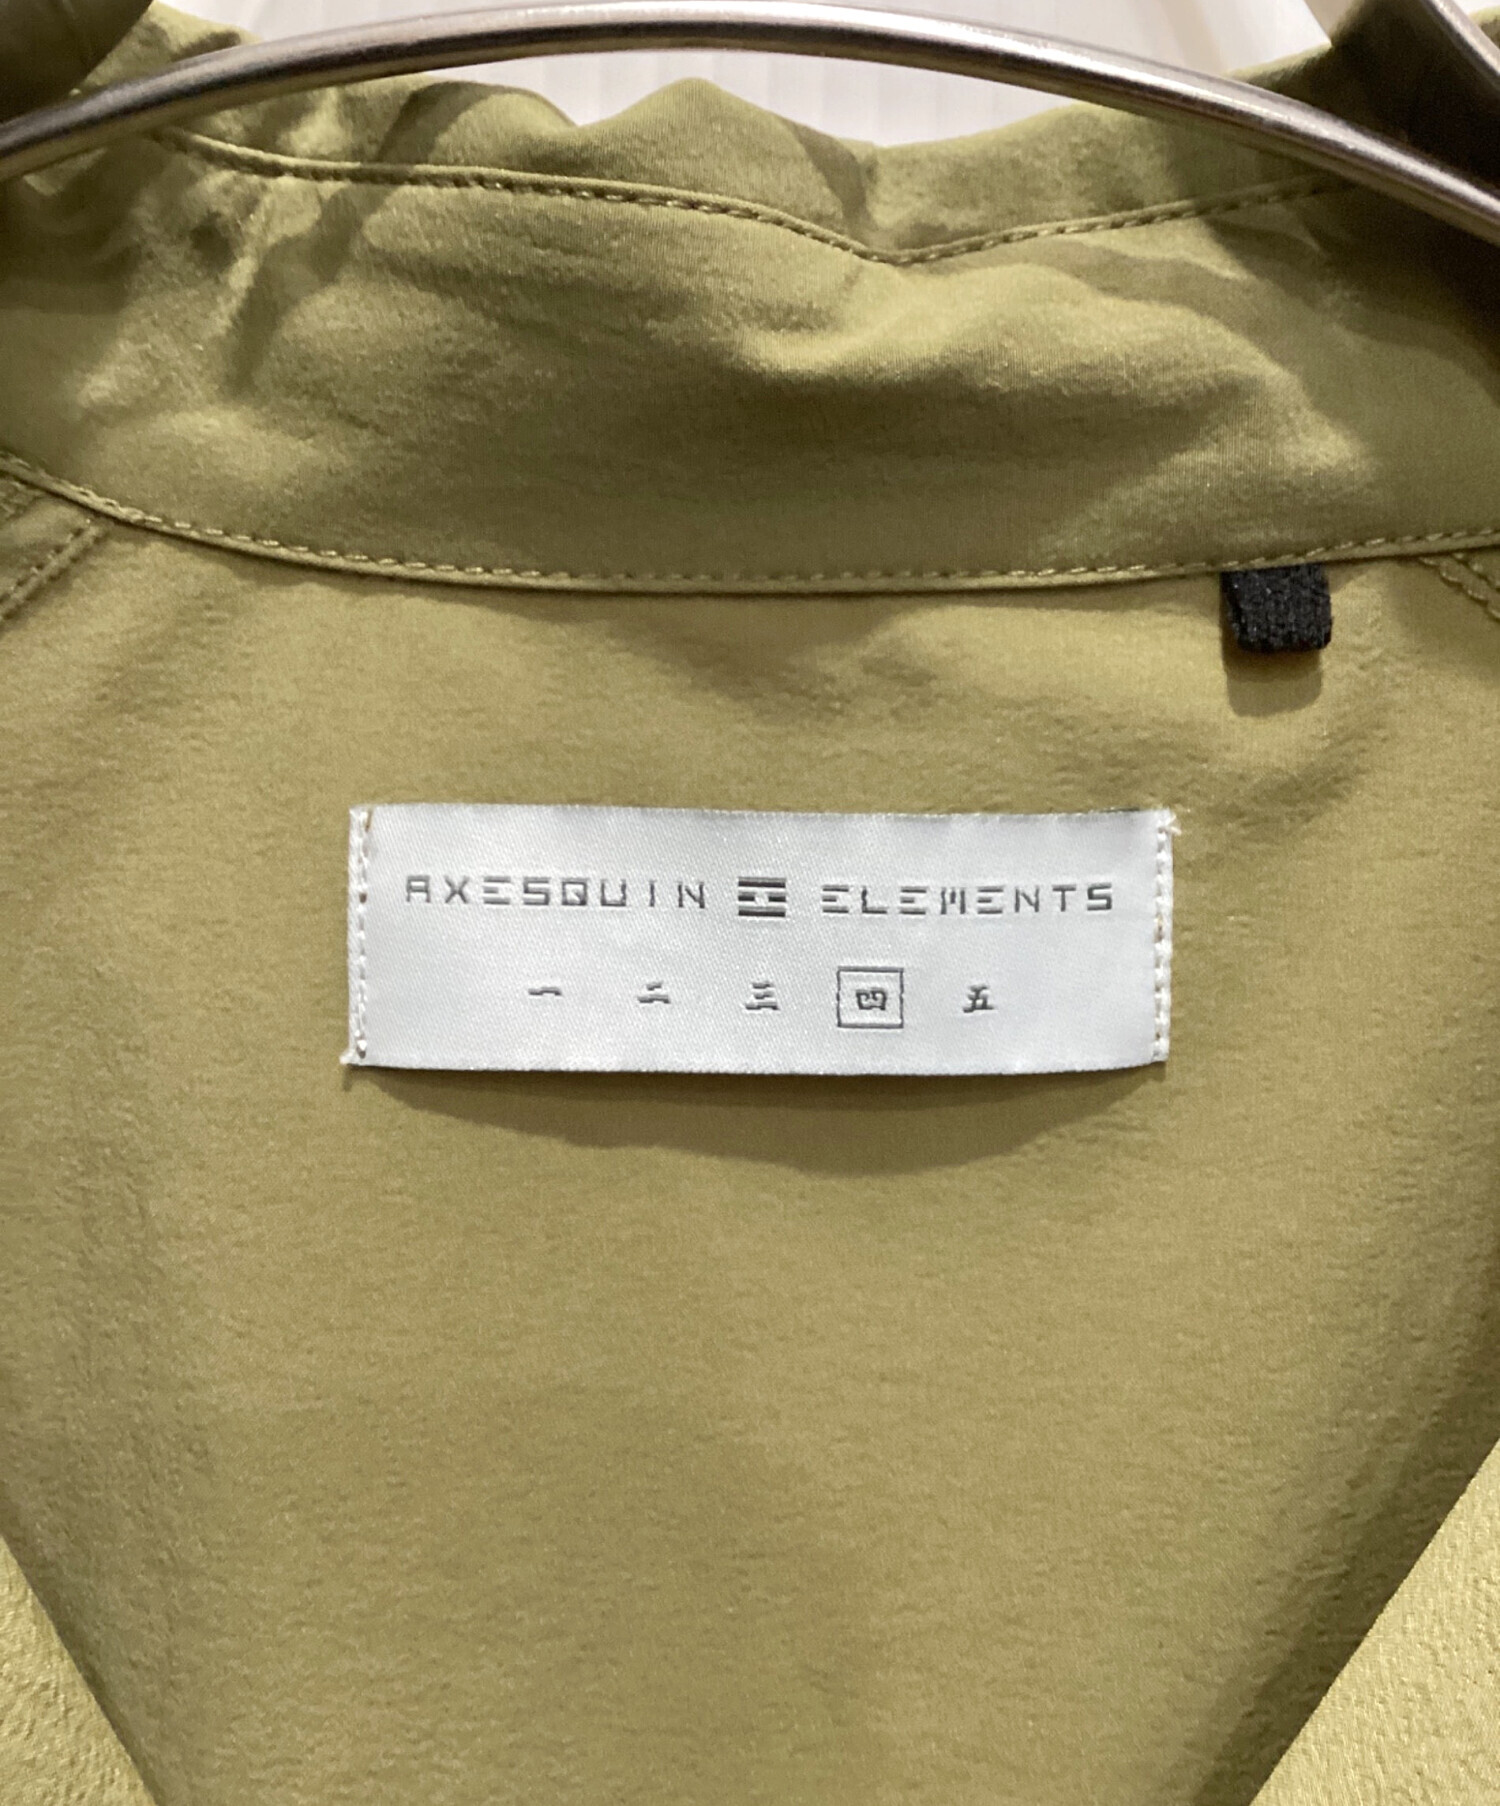 AXESQUIN ELEMENTS
一 二 三 四 五